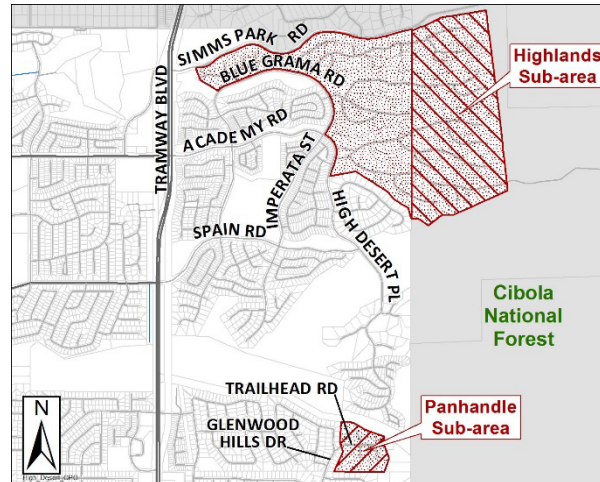 SIMMS PARK RD
BLUE GRAMA RD
Highlands
Sub-area
TRAMWAY BLVD
ACADEMY RD
IMPERATA ST
HIGH DESERT PL
SPAIN RD
Cibola
National
Forest
TRAILHEAD RD
GLENWOOD
HILLS DR
Panhandle
Sub-area
N
High_Desert_CPO